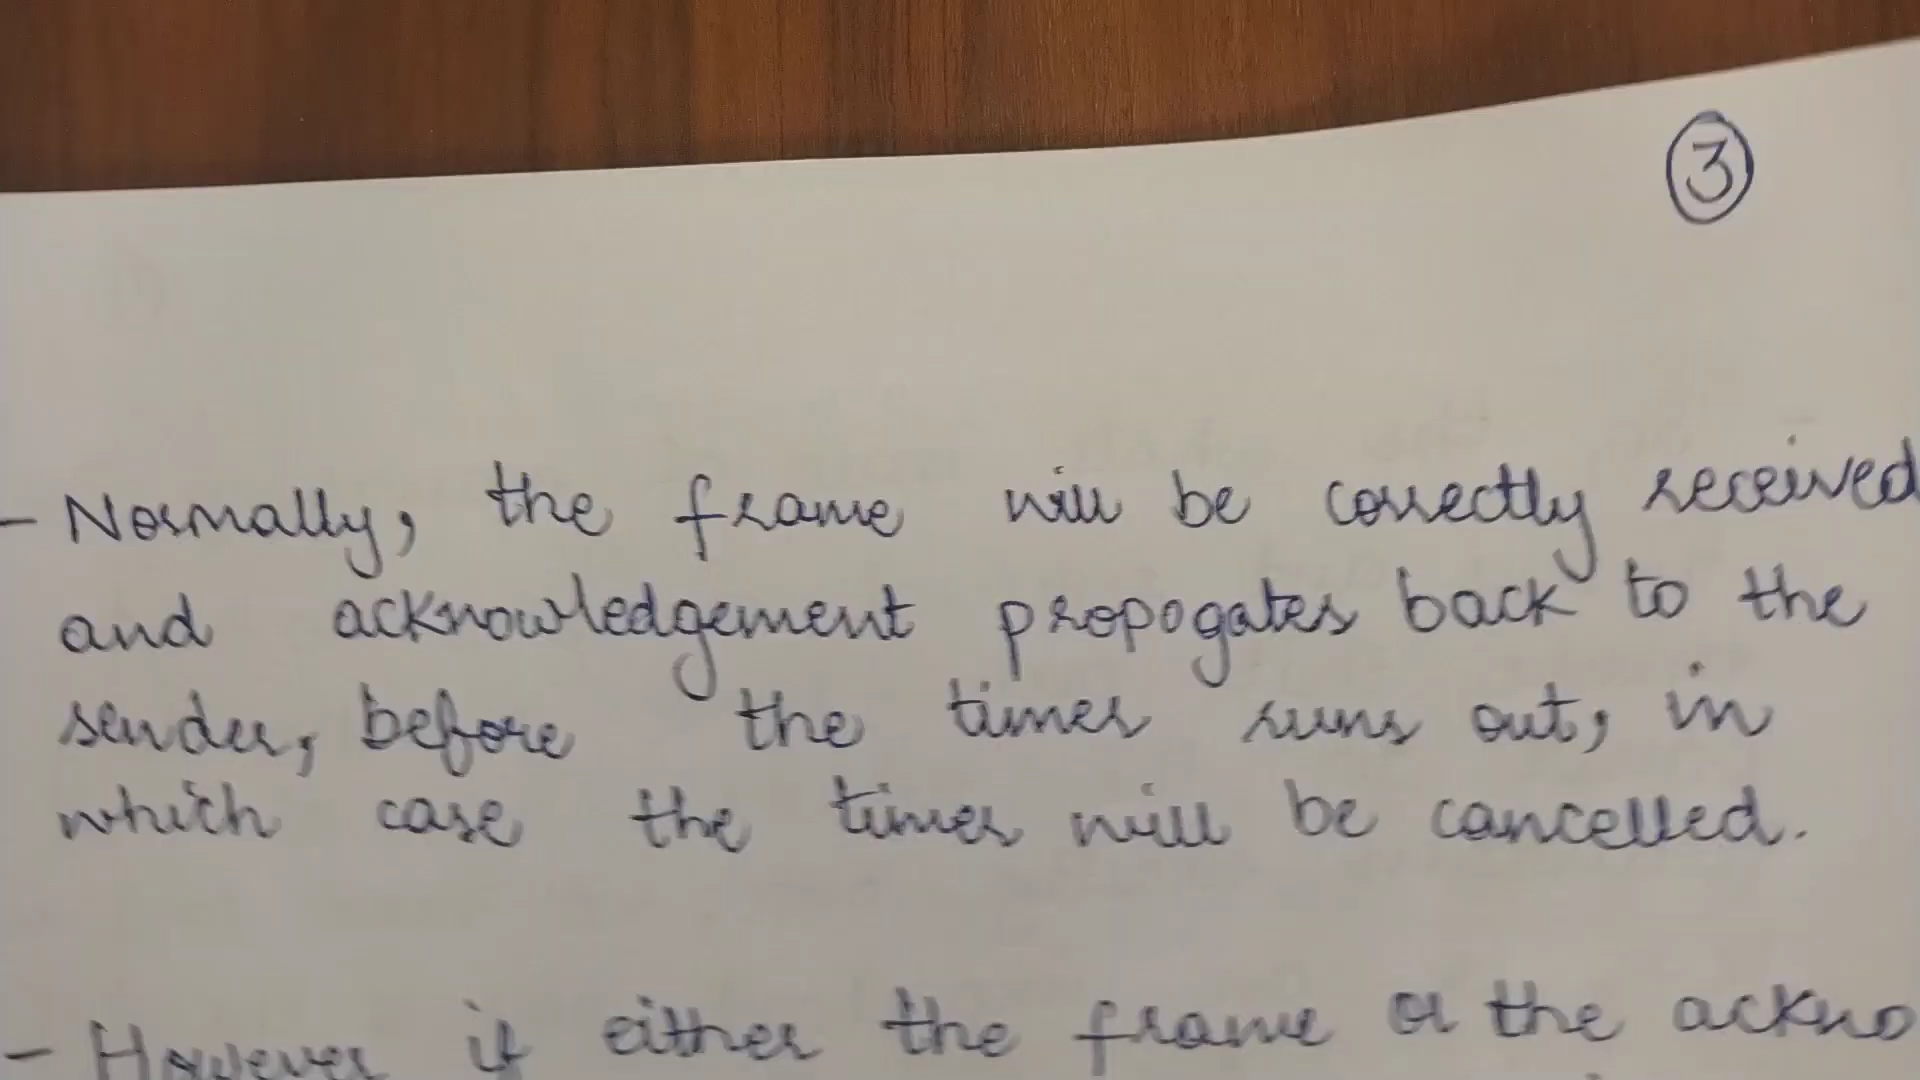 3
- Normally, the frame will be correctly received
and acknowledgement propogates back to the
sender, before the timer runs out, in
which case the timer will be cancelled.
- However if either the frame or the ackno